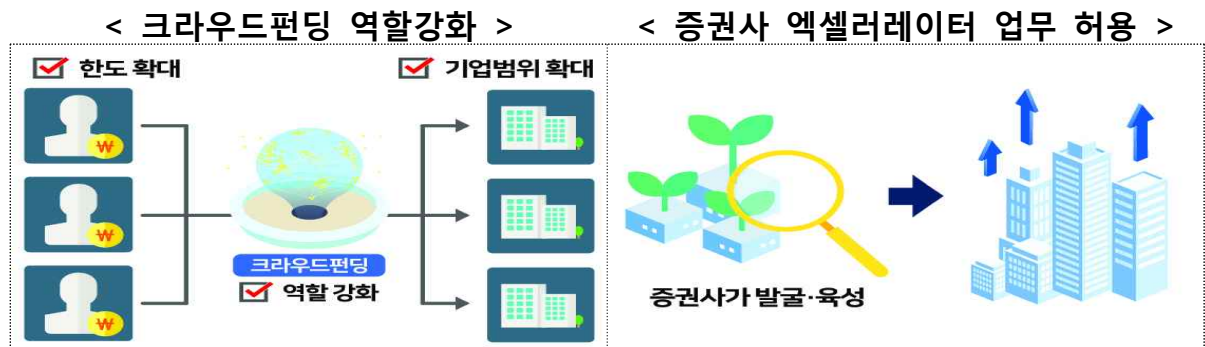 < 크라우드펀딩 역할강화 >
한도 확대
기업범위 확대
₩
₩
₩
크라우드펀딩
역할 강화
< 증권사 엑셀러레이터 업무 허용 >
증권사가 발굴·육성